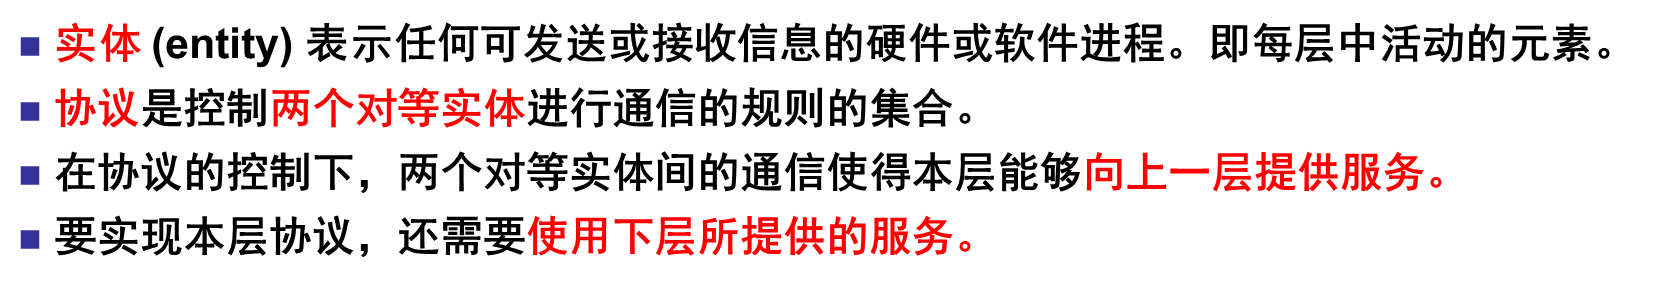 ■ 实体 (entity) 表示任何可发送或接收信息的硬件或软件进程。即每层中活动的元素。
■ 协议是控制两个对等实体进行通信的规则的集合。
■ 在协议的控制下，两个对等实体间的通信使得本层能够向上一层提供服务。
■ 要实现本层协议，还需要使用下层所提供的服务。